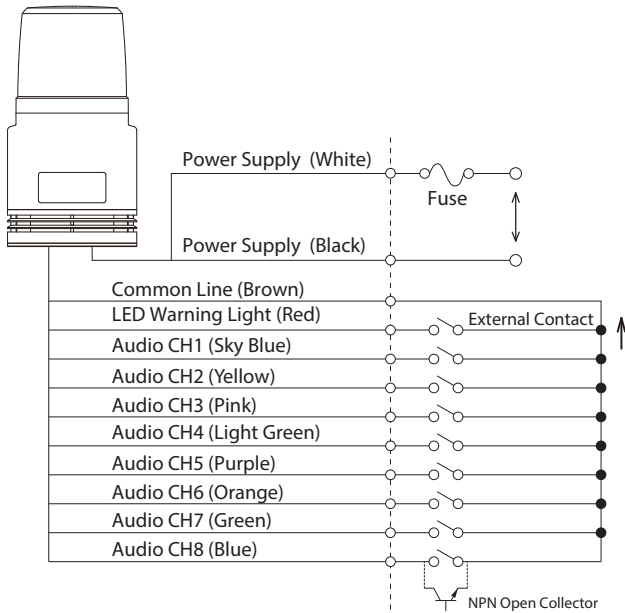 Power Supply (White)
Fuse
Power Supply (Black)
Common Line (Brown)
LED Warning Light (Red)
External Contact
Audio CH1 (Sky Blue)
Audio CH2 (Yellow)
Audio CH3 (Pink)
Audio CH4 (Light Green)
Audio CH5 (Purple)
Audio CH6 (Orange)
Audio CH7 (Green)
Audio CH8 (Blue)
NPN Open Collector